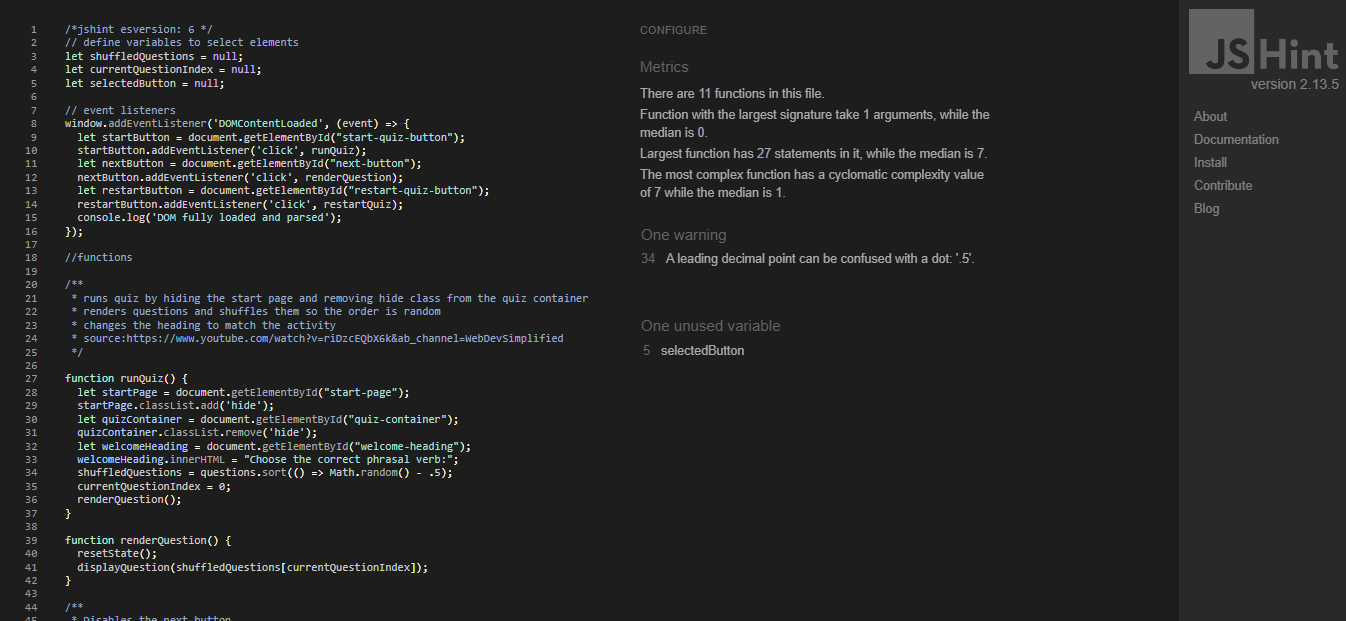 1 /*jshint esversion: 6 */
2 // define variables to select elements
3 let shuffledQuestions = null;
4 let currentQuestionIndex = null;
5 let selectedButton = null;
6
7 // event listeners
8 window.addEventListener('DOMContentLoaded', (event) => {
9 let startButton = document.getElementById("start-quiz-button");
10 startButton.addEventListener('click', runQuiz);
11 let nextButton = document.getElementById("next-button");
12 nextButton.addEventListener('click', renderQuestion);
13 let restartButton = document.getElementById("restart-quiz-button");
14 restartButton.addEventListener('click', restartQuiz);
15 console.log('DOM fully loaded and parsed');
16 });
17
18 //functions
19
20 /**
21 * runs quiz by hiding the start page and removing hide class from the quiz container
22 * renders questions and shuffles them so the order is random
23 * changes the heading to match the activity
24 * source:https://www.youtube.com/watch?v=riDzcEQbX6k&ab_channel=WebDevSimplified
25 */
26
27 function runQuiz() {
28 let startPage = document.getElementById("start-page");
29 startPage.classList.add('hide');
30 let quizContainer = document.getElementById("quiz-container");
31 quizContainer.classList.remove('hide');
32 let welcomeHeading = document.getElementById("welcome-heading");
33 welcomeHeading.innerHTML = "Choose the correct phrasal verb:";
34 shuffledQuestions = questions.sort(() => Math.random() - .5);
35 currentQuestionIndex = 0;
36 renderQuestion();
37 }
38
39 function renderQuestion() {
40 resetState();
41 displayQuestion(shuffledQuestions[currentQuestionIndex]);
42 }
43
44 /**
45 * Disables the next button
CONFIGURE
Metrics
There are 11 functions in this file.
Function with the largest signature take 1 arguments, while the
median is 0.
Largest function has 27 statements in it, while the median is 7.
The most complex function has a cyclomatic complexity value
of 7 while the median is 1.
One warning
34 A leading decimal point can be confused with a dot: '.5'.
One unused variable
5 selectedButton
JSHint
version 2.13.5
About
Documentation
Install
Contribute
Blog